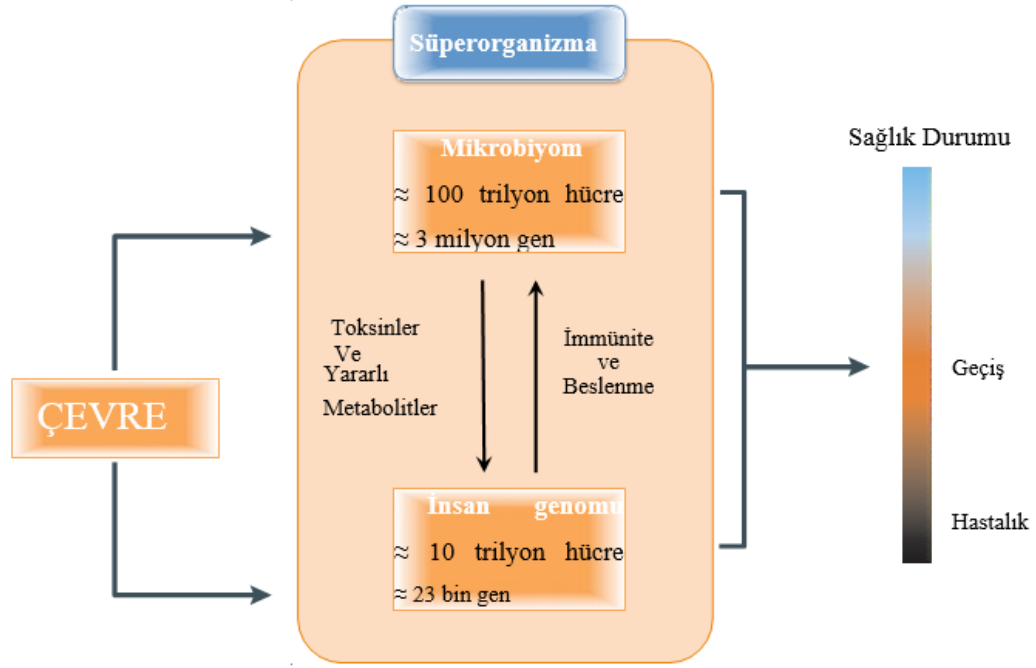 Süperorganizma
Mikrobiyom
≈ 100 trilyon hücre
≈ 3 milyon gen
Sağlık Durumu
Toksinler
Ve
Yararlı
Metabolitler
İmmünite
ve
Beslenme
ÇEVRE
Geçiş
İnsan genomu
≈ 10 trilyon hücre
≈ 23 bin gen
Hastalık